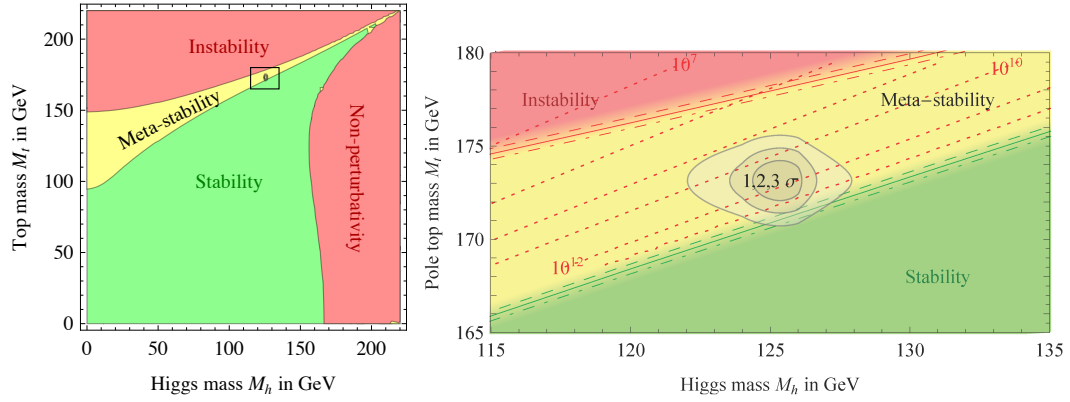 200
150
100
50
0
Top mass M_t in GeV
Instability
Meta-stability
Stability
Non-perturbativity
0 50 100 150 200
Higgs mass M_h in GeV
180
175
170
165
Pole top mass M_t in GeV
10^7
10^10
Instability
Meta-stability
1,2,3 σ
10^12
Stability
115 120 125 130 135
Higgs mass M_h in GeV